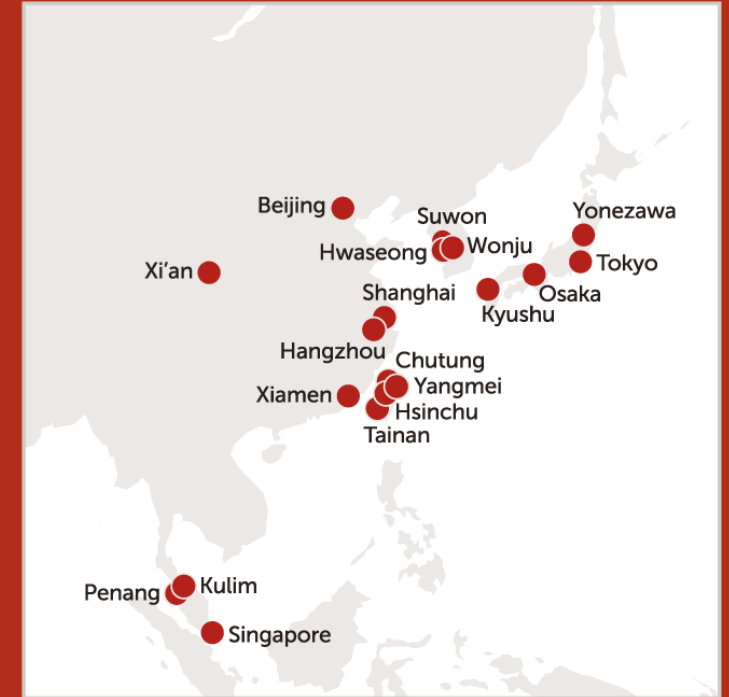 Beijing
Suwon
Yonezawa
Hwaseong
Wonju
Xi’an
Tokyo
Shanghai
Osaka
Kyushu
Hangzhou
Chutung
Xiamen
Yangmei
Hsinchu
Tainan
Penang
Kulim
Singapore